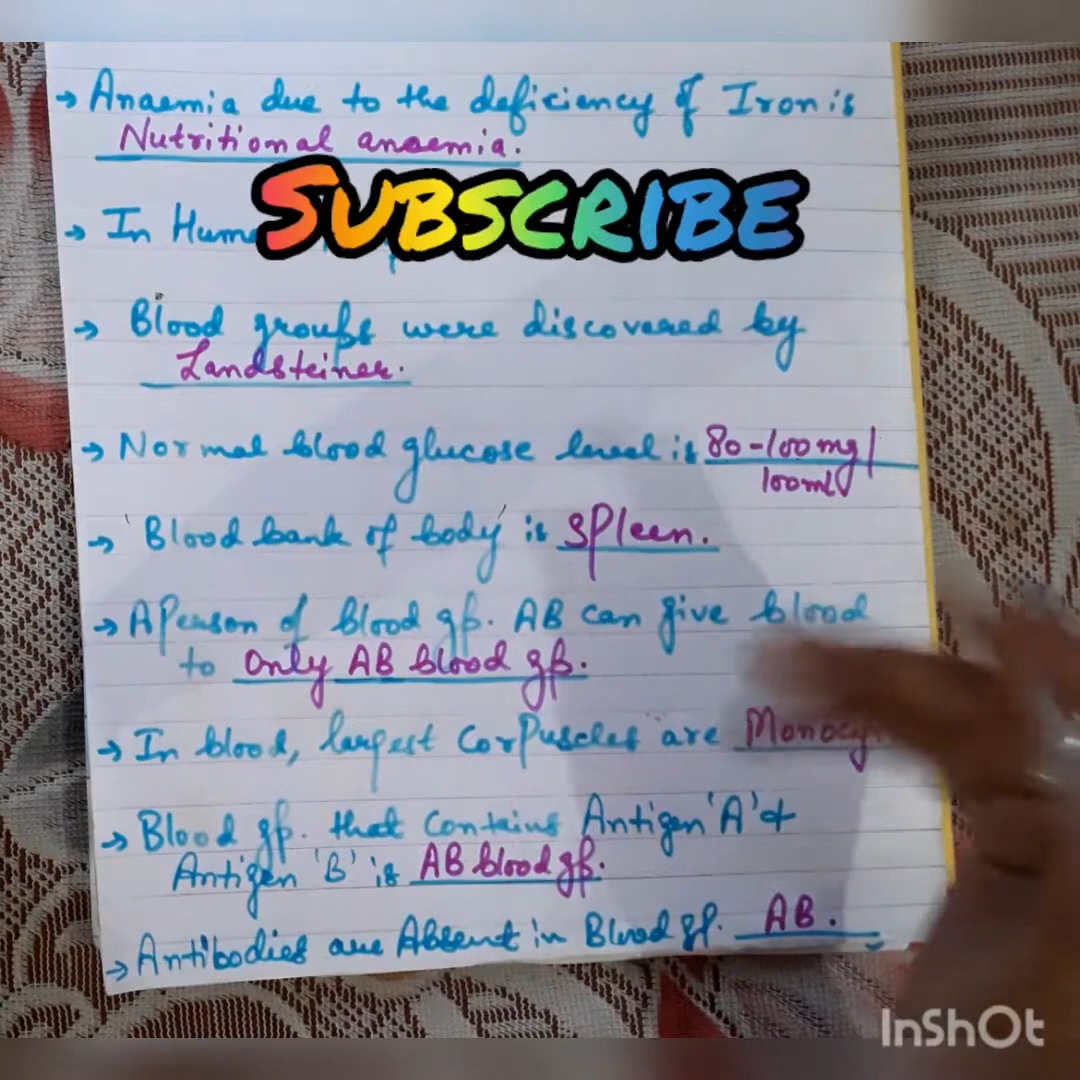 → Anaemia due to the deficiency of Iron is
Nutritional anaemia.
SUBSCRIBE
→ In
→ Blood groups were discovered by
Landsteiner.
→ Normal blood glucose level is 80-100mg/
100ml
→ 'Blood bank of body' is spleen.
→ A Person of blood gp. AB can give blood
to only AB blood gp.
→ In blood, largest corpuscles are
→ Blood gp. that contains Antigen 'A' &
Antigen 'B' is AB blood gp.
→ Antibodies are Absent in Blood gp. AB.
InShOt